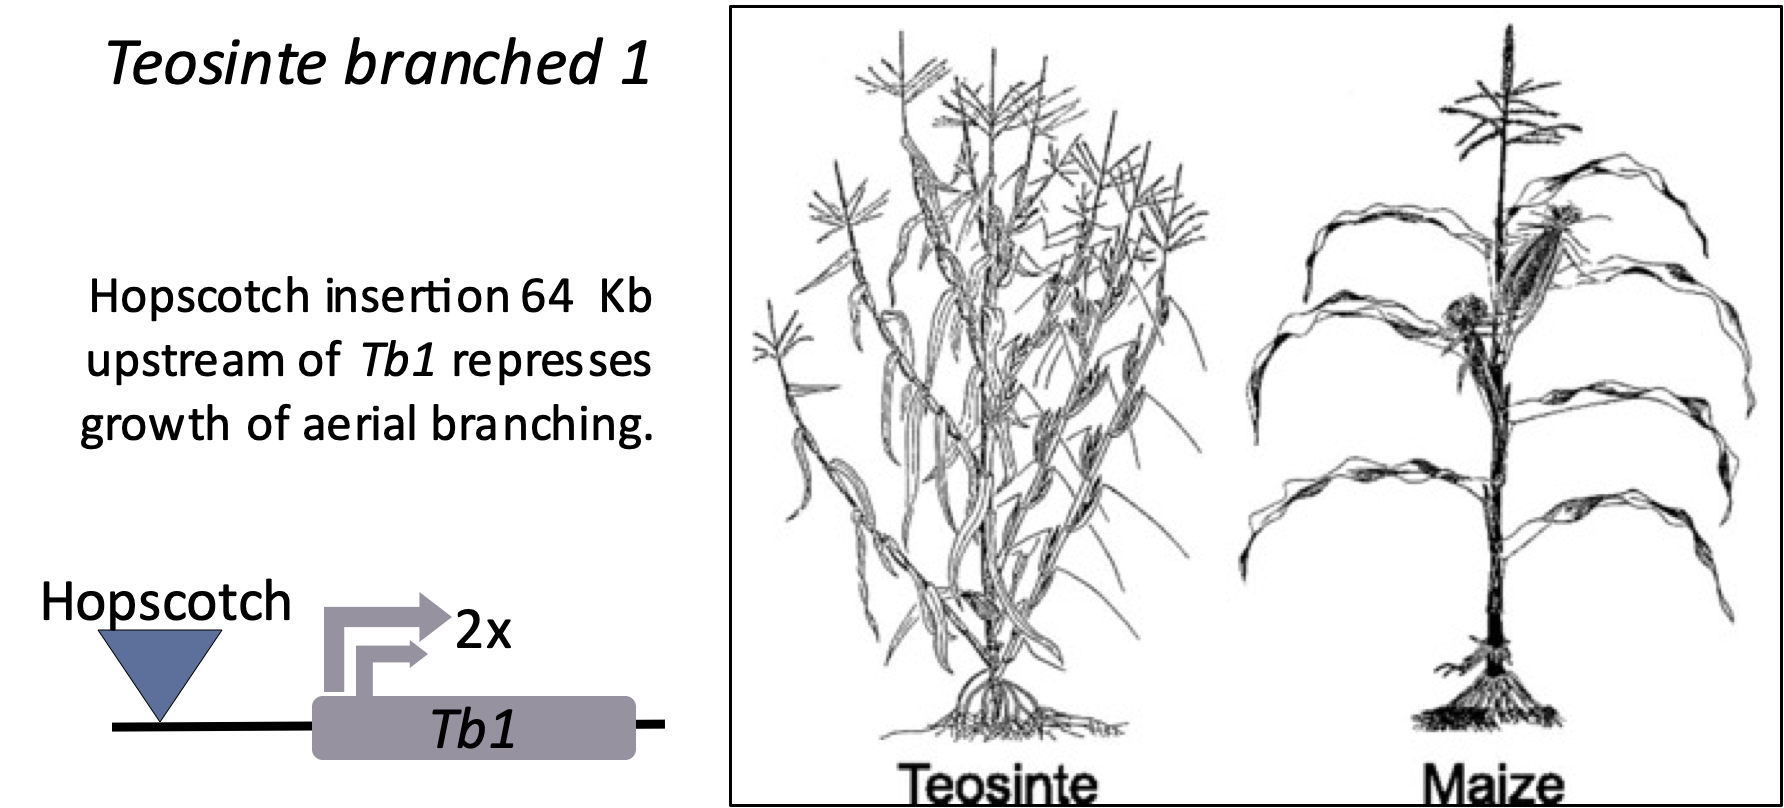 Teosinte branched 1
Hopscotch insertion 64 Kb
upstream of Tb1 represses
growth of aerial branching.
Hopscotch
2x
Tb1
Teosinte
Maize